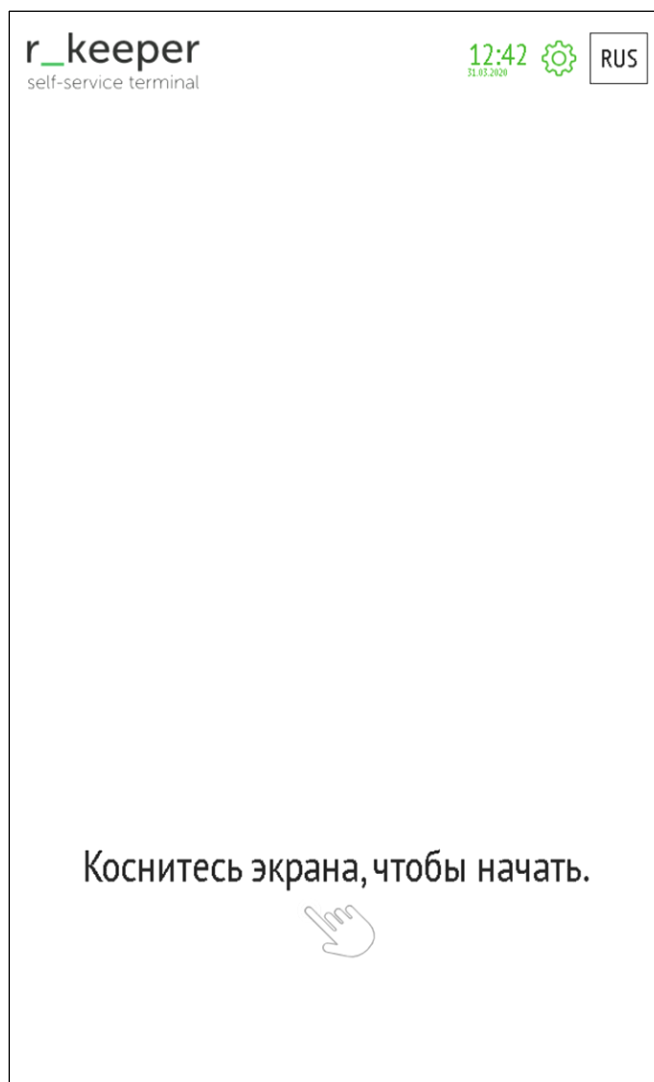 r_keeper
self-service terminal
12:42
31.03.2020
RUS
Коснитесь экрана, чтобы начать.